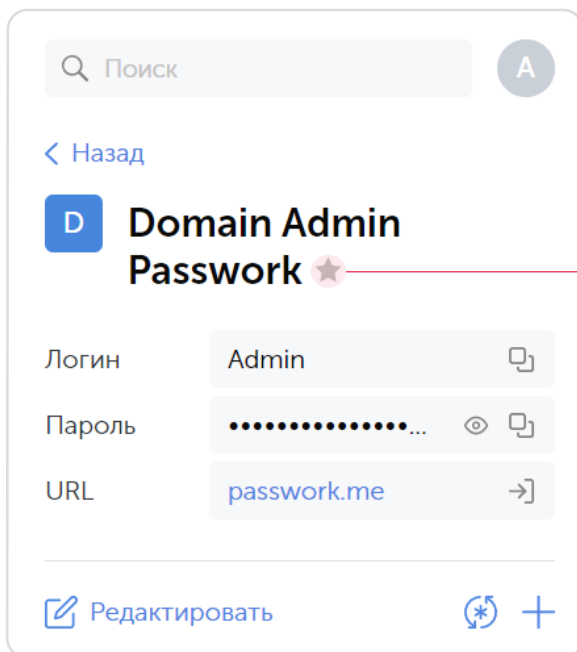 Поиск
A
Назад
D
Domain Admin
Passwork
Логин
Admin
Пароль
••••••••••••••••...
URL
passwork.me
Редактировать